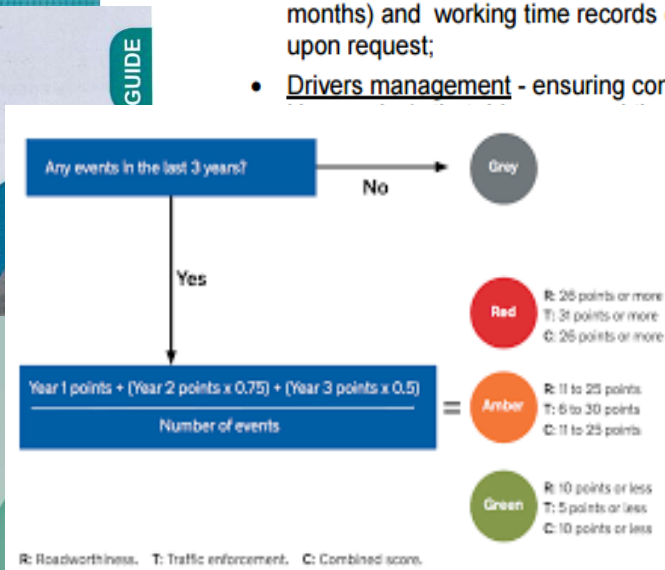 months) and working time records
upon request;
GUIDE
• Drivers management - ensuring
Any events in the last 3 years?
No
Grey
Yes
Red
R: 26 points or more
T: 31 points or more
C: 26 points or more
Year 1 points + (Year 2 points x 0.75) + (Year 3 points x 0.5)
Number of events
=
Amber
R: 11 to 25 points
T: 6 to 30 points
C: 11 to 25 points
Green
R: 10 points or less
T: 5 points or less
C: 10 points or less
R: Roadworthiness. T: Traffic enforcement. C: Combined score.